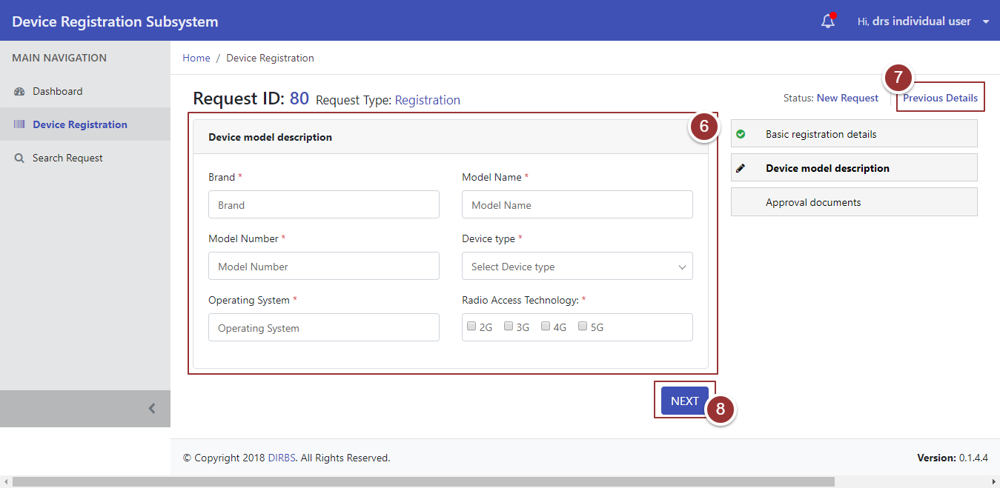 Device Registration Subsystem
Hi, drs individual user
MAIN NAVIGATION
Dashboard
Device Registration
Search Request
Home / Device Registration
Request ID: 80 Request Type: Registration
Status: New Request
7
Previous Details
6
Device model description
Brand *
Brand
Model Name *
Model Name
Model Number *
Model Number
Device type *
Select Device type
Operating System *
Operating System
Radio Access Technology: *
2G 3G 4G 5G
NEXT
8
Basic registration details
Device model description
Approval documents
© Copyright 2018 DIRBS. All Rights Reserved.
Version: 0.1.4.4